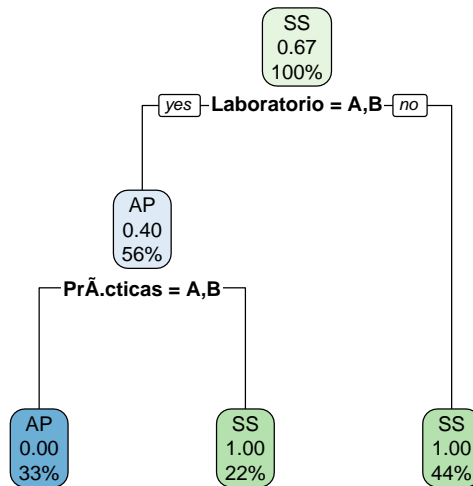 SS
0.67
100%
yes Laboratorio = A,B no
AP
0.40
56%
PrÃ.cticas = A,B
AP
0.00
33%
SS
1.00
22%
SS
1.00
44%